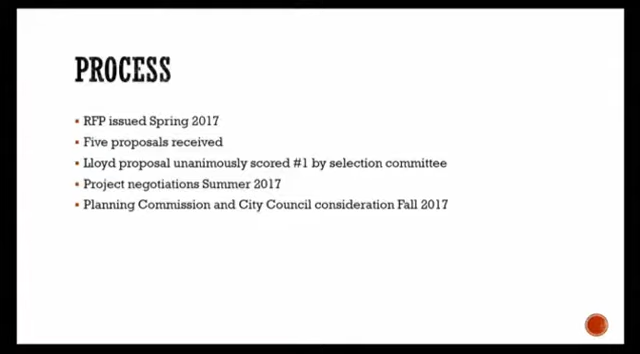 PROCESS
RFP issued Spring 2017
Five proposals received
Lloyd proposal unanimously scored #1 by selection committee
Project negotiations Summer 2017
Planning Commission and City Council consideration Fall 2017